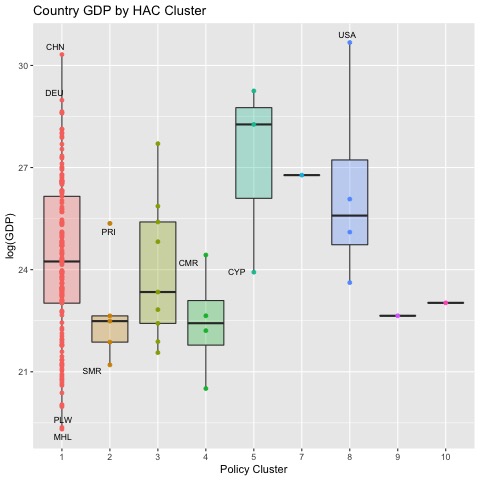 Country GDP by HAC Cluster
USA
CHN
30
DEU
27
log(GDP)
PRI
CMR
24
CYP
SMR
21
PLW
MHL
1 2 3 4 5 7 8 9 10
Policy Cluster